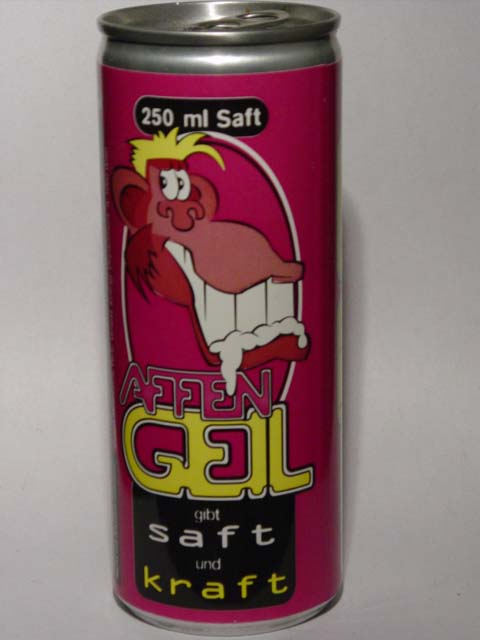 250 ml Saft
AFFEN
GEIL
gibt
saft
und
kraft